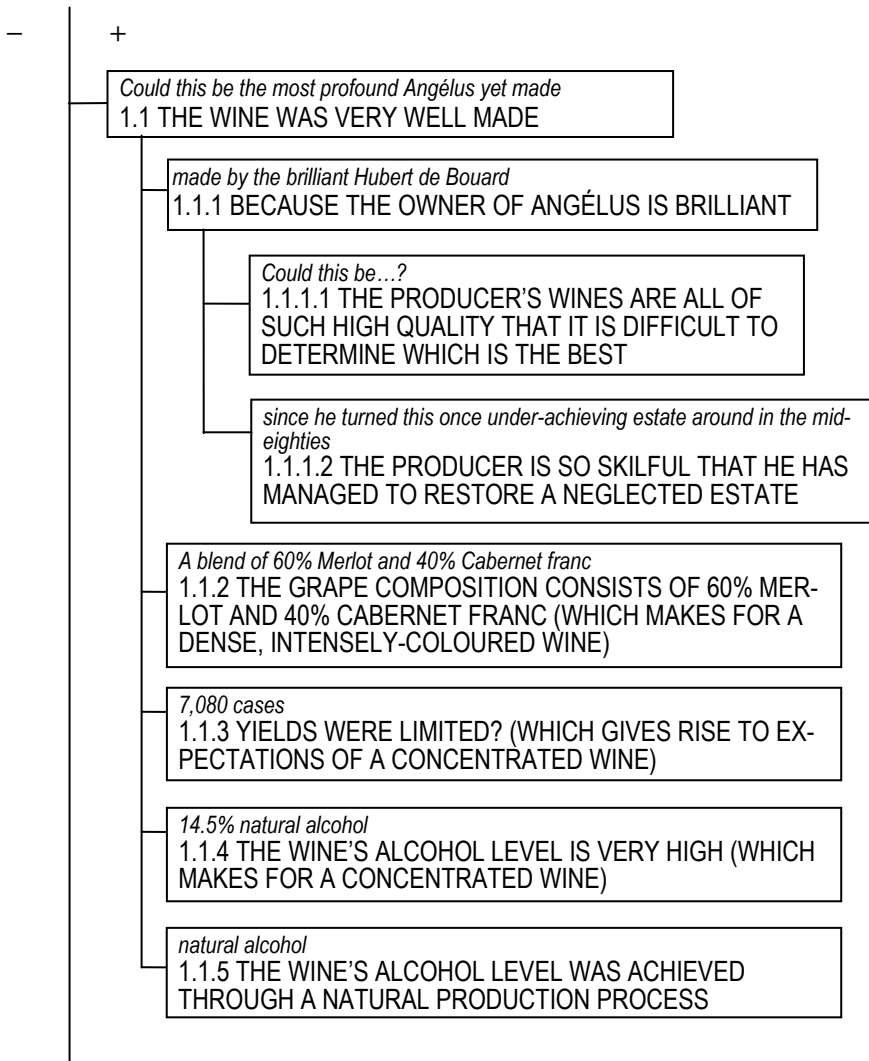 – +
Could this be the most profound Angélus yet made
1.1 THE WINE WAS VERY WELL MADE
made by the brilliant Hubert de Bouard
1.1.1 BECAUSE THE OWNER OF ANGÉLUS IS BRILLIANT
Could this be…?
1.1.1.1 THE PRODUCER’S WINES ARE ALL OF
SUCH HIGH QUALITY THAT IT IS DIFFICULT TO
DETERMINE WHICH IS THE BEST
since he turned this once under-achieving estate around in the mid-
eighties
1.1.1.2 THE PRODUCER IS SO SKILFUL THAT HE HAS
MANAGED TO RESTORE A NEGLECTED ESTATE
A blend of 60% Merlot and 40% Cabernet franc
1.1.2 THE GRAPE COMPOSITION CONSISTS OF 60% MER-
LOT AND 40% CABERNET FRANC (WHICH MAKES FOR A
DENSE, INTENSELY-COLOURED WINE)
7,080 cases
1.1.3 YIELDS WERE LIMITED? (WHICH GIVES RISE TO EX-
PECTATIONS OF A CONCENTRATED WINE)
14.5% natural alcohol
1.1.4 THE WINE’S ALCOHOL LEVEL IS VERY HIGH (WHICH
MAKES FOR A CONCENTRATED WINE)
natural alcohol
1.1.5 THE WINE’S ALCOHOL LEVEL WAS ACHIEVED
THROUGH A NATURAL PRODUCTION PROCESS